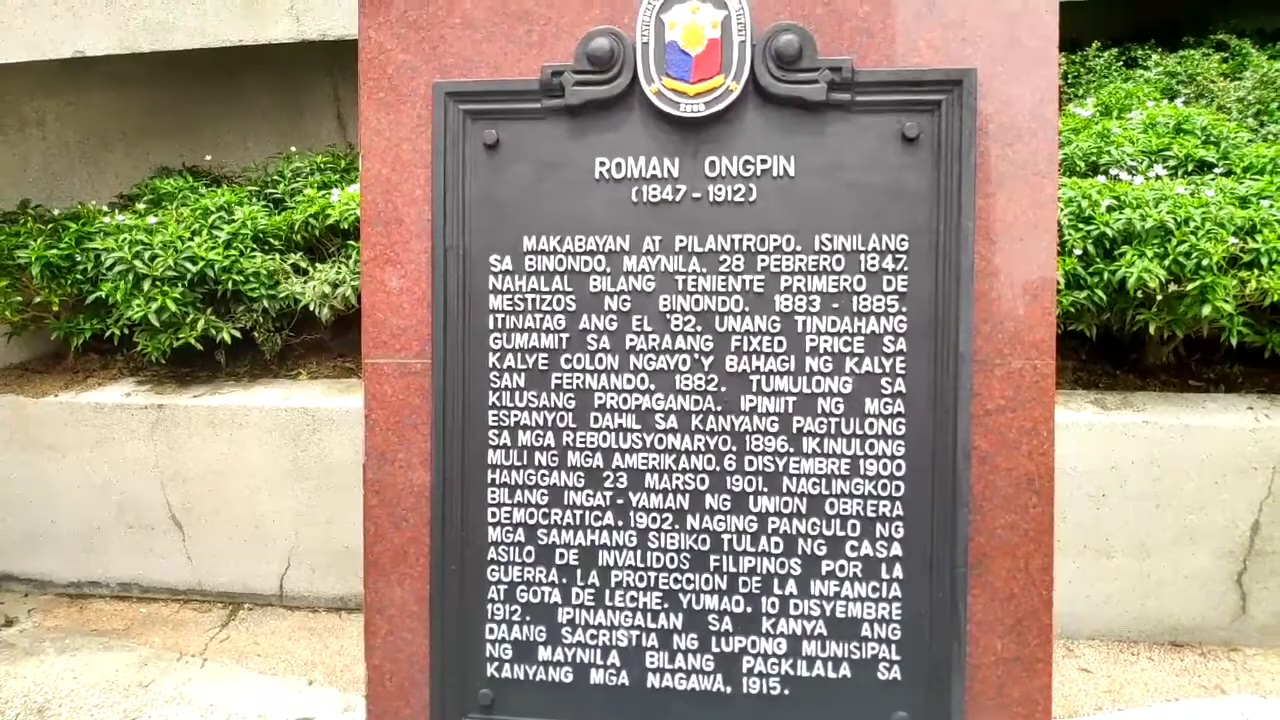 ROMAN ONGPIN
(1847-1912)
MAKABAYAN AT PILANTROPO. ISINILANG
SA BINONDO, MAYNILA, 28 PEBRERO 1847.
NAHALAL BILANG TENIENTE PRIMERO DE
MESTIZOS NG BINONDO, 1883 - 1885.
ITINATAG ANG EL '82, UNANG TINDAHANG
GUMAMIT SA PARAANG FIXED PRICE SA
KALYE COLON NGAYO'Y BAHAGI NG KALYE
SAN FERNANDO, 1882. TUMULONG SA
KILUSANG PROPAGANDA. IPINIIT NG MGA
ESPANYOL DAHIL SA KANYANG PAGTULONG
SA MGA REBOLUSYONARYO, 1896. IKINULONG
MULI NG MGA AMERIKANO, 6 DISYEMBRE 1900
HANGGANG 23 MARSO 1901. NAGLINGKOD
BILANG INGAT-YAMAN NG UNION OBRERA
DEMOCRATICA, 1902. NAGING PANGULO NG
MGA SAMAHANG SIBIKO TULAD NG CASA
ASILO DE INVALIDOS FILIPINOS POR LA
GUERRA, LA PROTECCION DE LA INFANCIA
AT GOTA DE LECHE. YUMAO, 10 DISYEMBRE
1912. IPINANGALAN SA KANYA ANG
DAANG SACRISTIA NG LUPONG MUNISIPAL
NG MAYNILA BILANG PAGKILALA SA
KANYANG MGA NAGAWA, 1915.